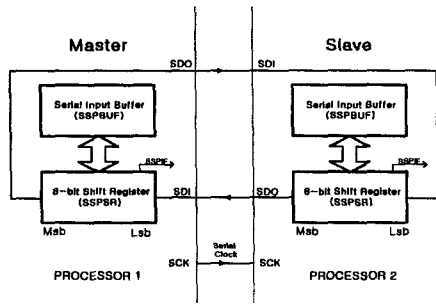 Master
Slave
SDO
SDI
Serial Input Buffer
(SSPBUF)
Serial Input Buffer
(SSPBUF)
SSPIF
SSPIF
8-bit Shift Register
(SSPSR)
SDI
SDO
8-bit Shift Register
(SSPSR)
Msb
Lsb
Msb
Lsb
Serial
Clock
SCK
SCK
PROCESSOR 1
PROCESSOR 2